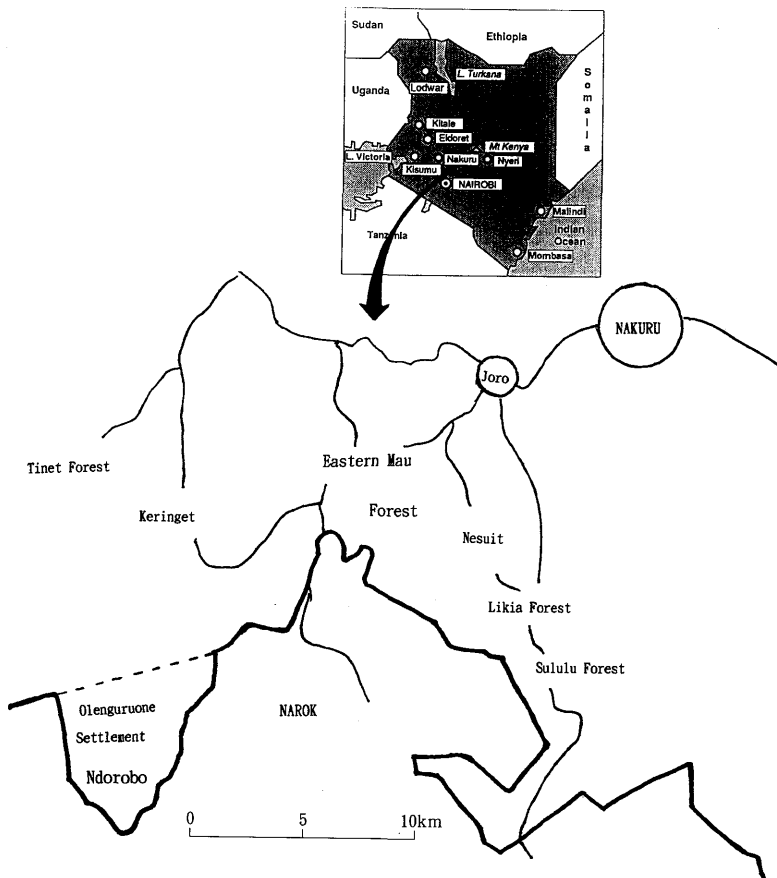 Sudan
Ethiopia
L. Turkana
Lodwar
Uganda
Somalia
Kitale
Eldoret
Mt Kenya
L. Victoria
Nakuru
Nyeri
Kisumu
NAIROBI
Malindi
Tanzania
Indian
Ocean
Mombasa
NAKURU
Joro
Tinet Forest
Eastern Mau
Forest
Keringet
Nesuit
Likia Forest
Sululu Forest
Olenguruone
Settlement
Ndorobo
NAROK
0 5 10km